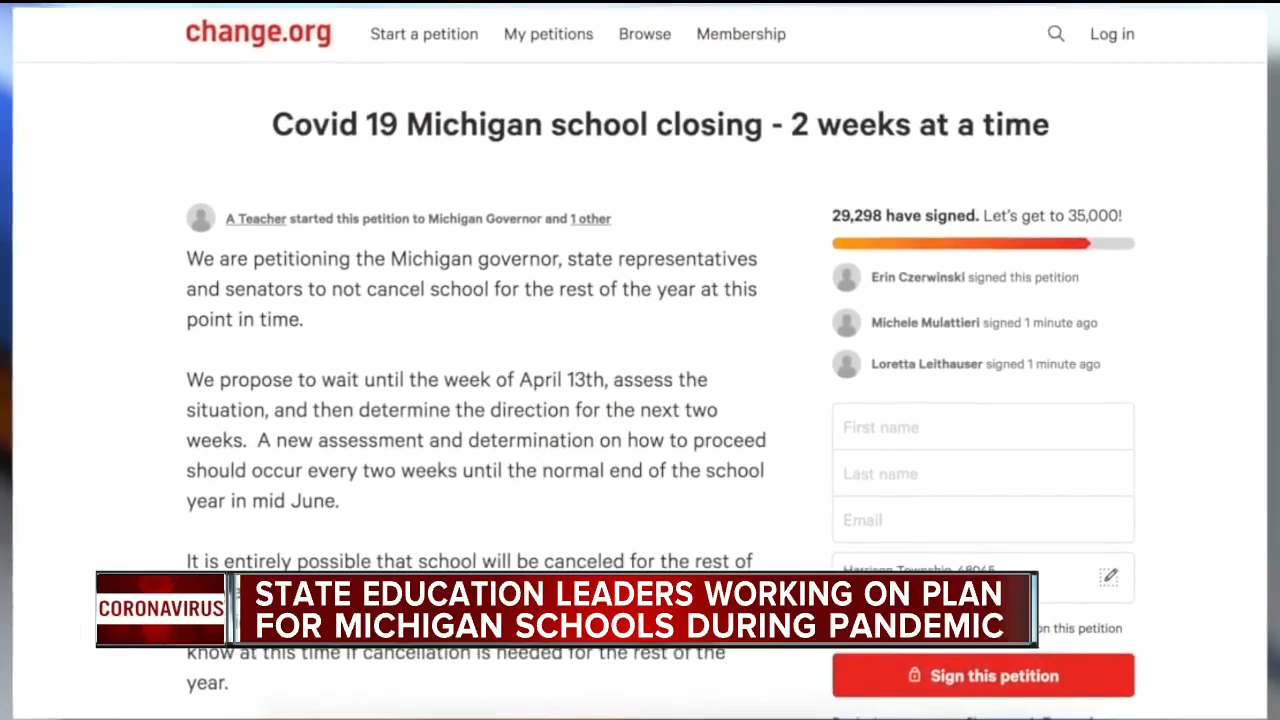 change.org
Start a petition
My petitions
Browse
Membership
Log in
Covid 19 Michigan school closing - 2 weeks at a time
A Teacher started this petition to Michigan Governor and 1 other
We are petitioning the Michigan governor, state representatives
and senators to not cancel school for the rest of the year at this
point in time.
We propose to wait until the week of April 13th, assess the
situation, and then determine the direction for the next two
weeks. A new assessment and determination on how to proceed
should occur every two weeks until the normal end of the school
year in mid June.
It is entirely possible that school will be canceled for the rest of
know at this time if cancellation is needed for the rest of the
year.
29,298 have signed. Let's get to 35,000!
Erin Czerwinski signed this petition
Michele Mulattieri signed 1 minute ago
Loretta Leithauser signed 1 minute ago
First name
Last name
Email
Harrison Township, 48045
on this petition
Sign this petition
CORONAVIRUS
STATE EDUCATION LEADERS WORKING ON PLAN
FOR MICHIGAN SCHOOLS DURING PANDEMIC